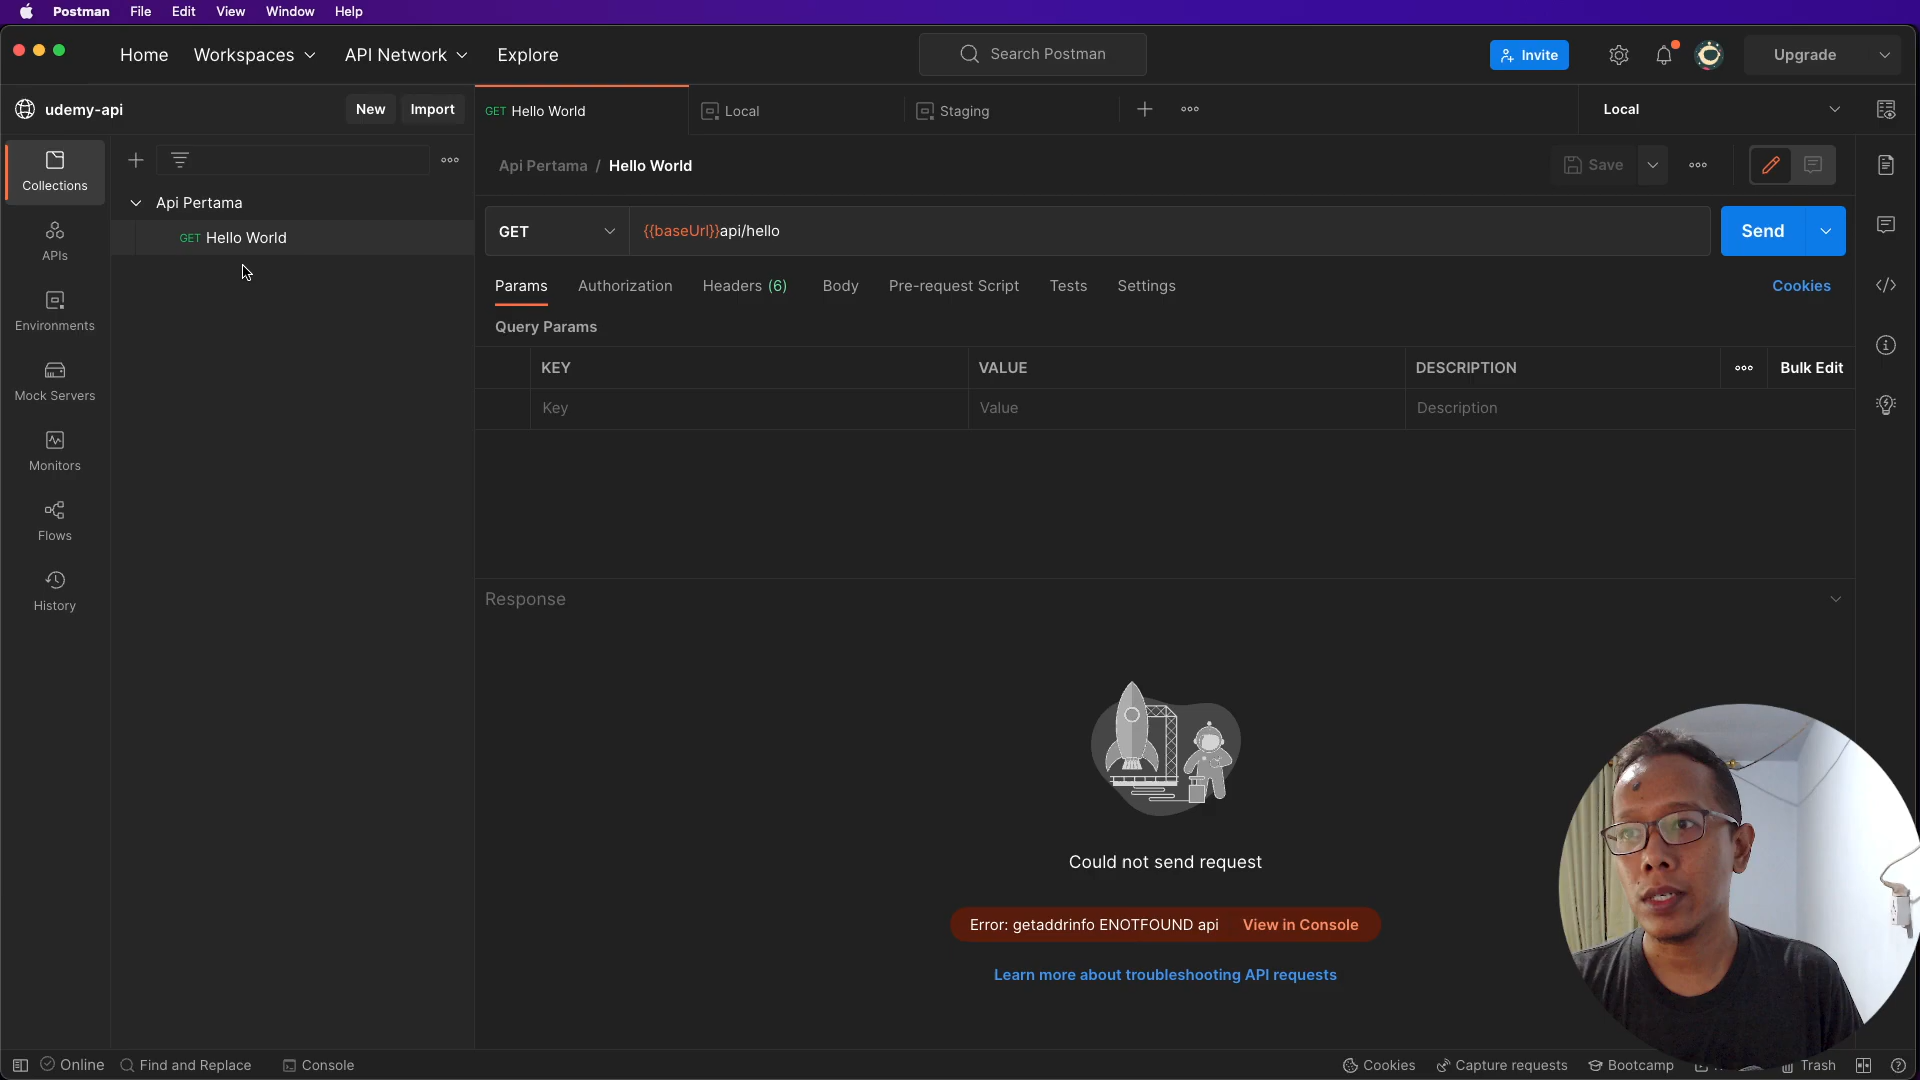 Postman File Edit View Window Help
Home Workspaces API Network Explore Search Postman Invite Upgrade
udemy-api New Import GET Hello World Local Staging Local
Collections
APIs
Environments
Mock Servers
Monitors
Flows
History
Api Pertama
GET Hello World
Api Pertama / Hello World Save
GET {{baseUrl}}api/hello Send
Params Authorization Headers (6) Body Pre-request Script Tests Settings Cookies
Query Params
KEY VALUE DESCRIPTION Bulk Edit
Key Value Description
Response
Could not send request
Error: getaddrinfo ENOTFOUND api View in Console
Learn more about troubleshooting API requests
Online Find and Replace Console Cookies Capture requests Bootcamp Trash